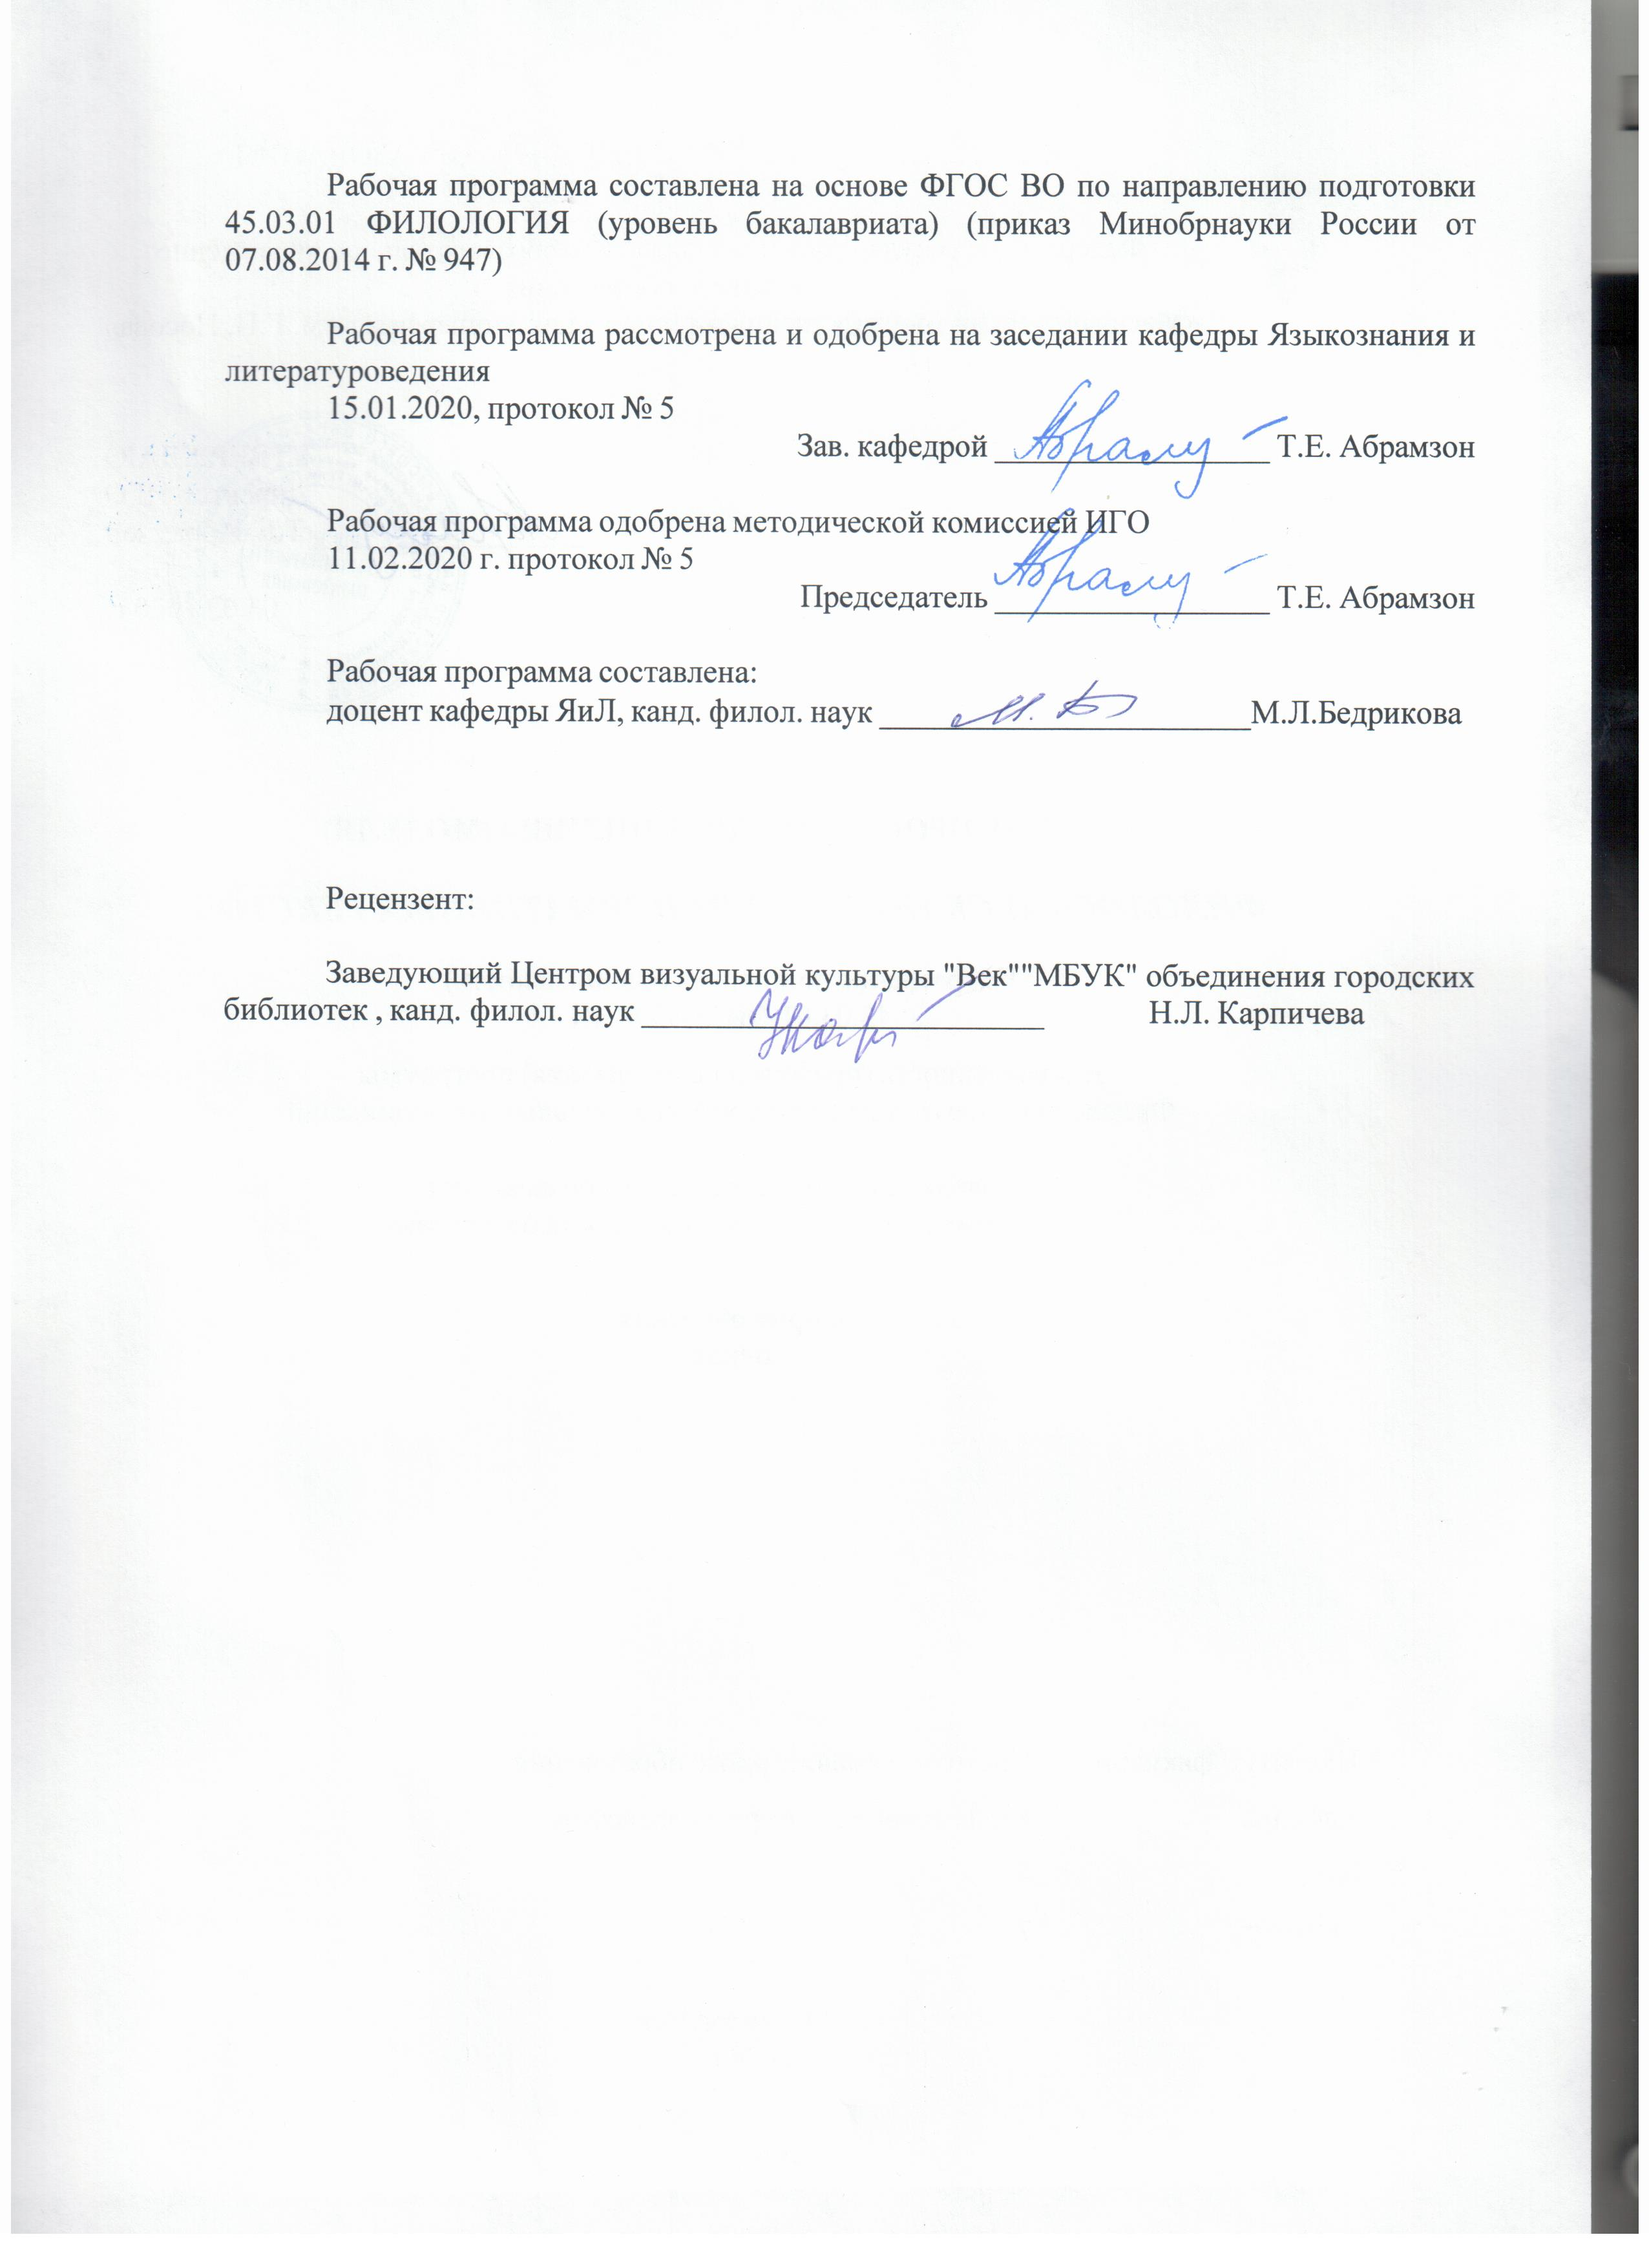 Рабочая программа составлена на основе ФГОС ВО по направлению подготовки
45.03.01 ФИЛОЛОГИЯ (уровень бакалавриата) (приказ Минобрнауки России от
07.08.2014 г. № 947)
Рабочая программа рассмотрена и одобрена на заседании кафедры Языкознания и
литературоведения
15.01.2020, протокол № 5
Зав. кафедрой ________________ Т.Е. Абрамзон
Рабочая программа одобрена методической комиссией ИГО
11.02.2020 г. протокол № 5
Председатель ________________ Т.Е. Абрамзон
Рабочая программа составлена:
доцент кафедры ЯиЛ, канд. филол. наук ______________________М.Л.Бедрикова
Рецензент:
Заведующий Центром визуальной культуры "Век""МБУК" объединения городских
библиотек , канд. филол. наук ________________________ Н.Л. Карпичева